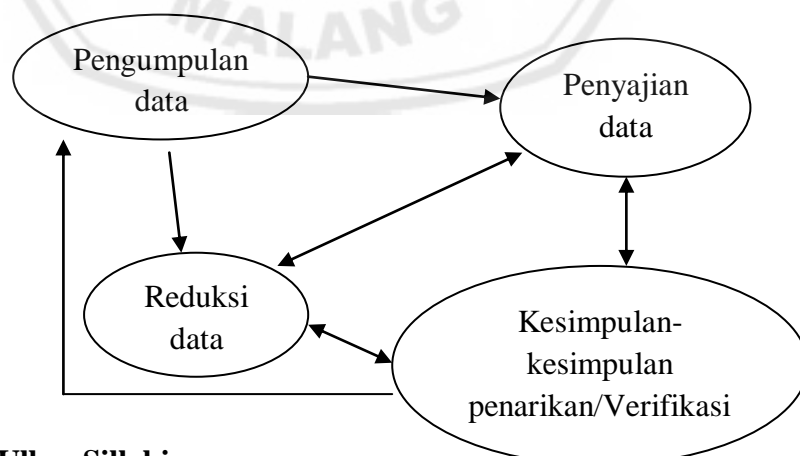 MALANG
Pengumpulan
data
Penyajian
data
Reduksi
data
Kesimpulan-
kesimpulan
penarikan/Verifikasi